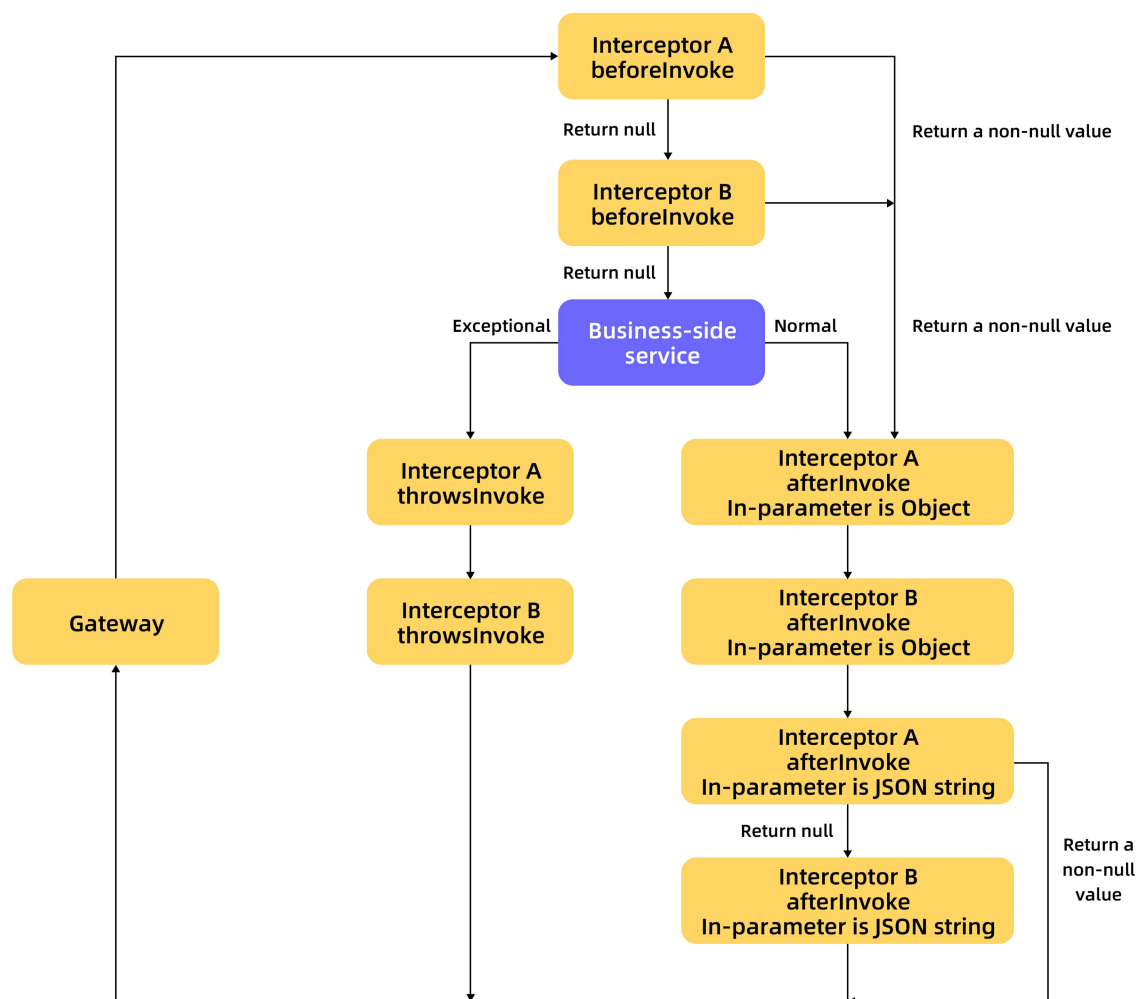 Interceptor A
beforeInvoke
Return null
Return a non-null value
Interceptor B
beforeInvoke
Return null
Exceptional
Business-side
service
Normal
Return a non-null value
Interceptor A
throwsInvoke
Interceptor A
afterInvoke
In-parameter is Object
Gateway
Interceptor B
throwsInvoke
Interceptor B
afterInvoke
In-parameter is Object
Interceptor A
afterInvoke
In-parameter is JSON string
Return null
Return a
non-null
value
Interceptor B
afterInvoke
In-parameter is JSON string